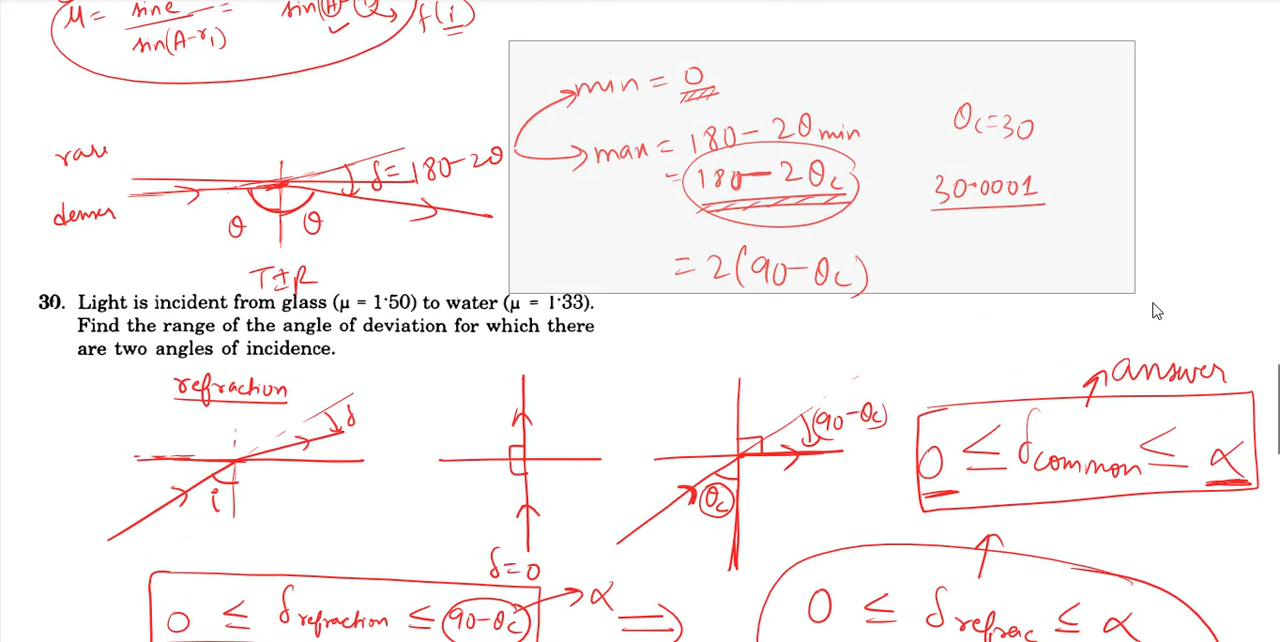 μ = sine / sin(A-r₁) = sin(A) f(i)
min = 0
max = 180-2θmin
= 180-2θc
= 2(90-θc)
θc=30
30.0001
rare
denser
δ=180-2θ
θ θ
TIR
30. Light is incident from glass (μ = 1·50) to water (μ = 1·33).
Find the range of the angle of deviation for which there
are two angles of incidence.
refraction
δ
i
δ=0
(90-θc)
θc
answer
0 ≤ δcommon ≤ α
0 ≤ δrefraction ≤ 90-θc → α ⇒
0 ≤ δrefrac ≤ α